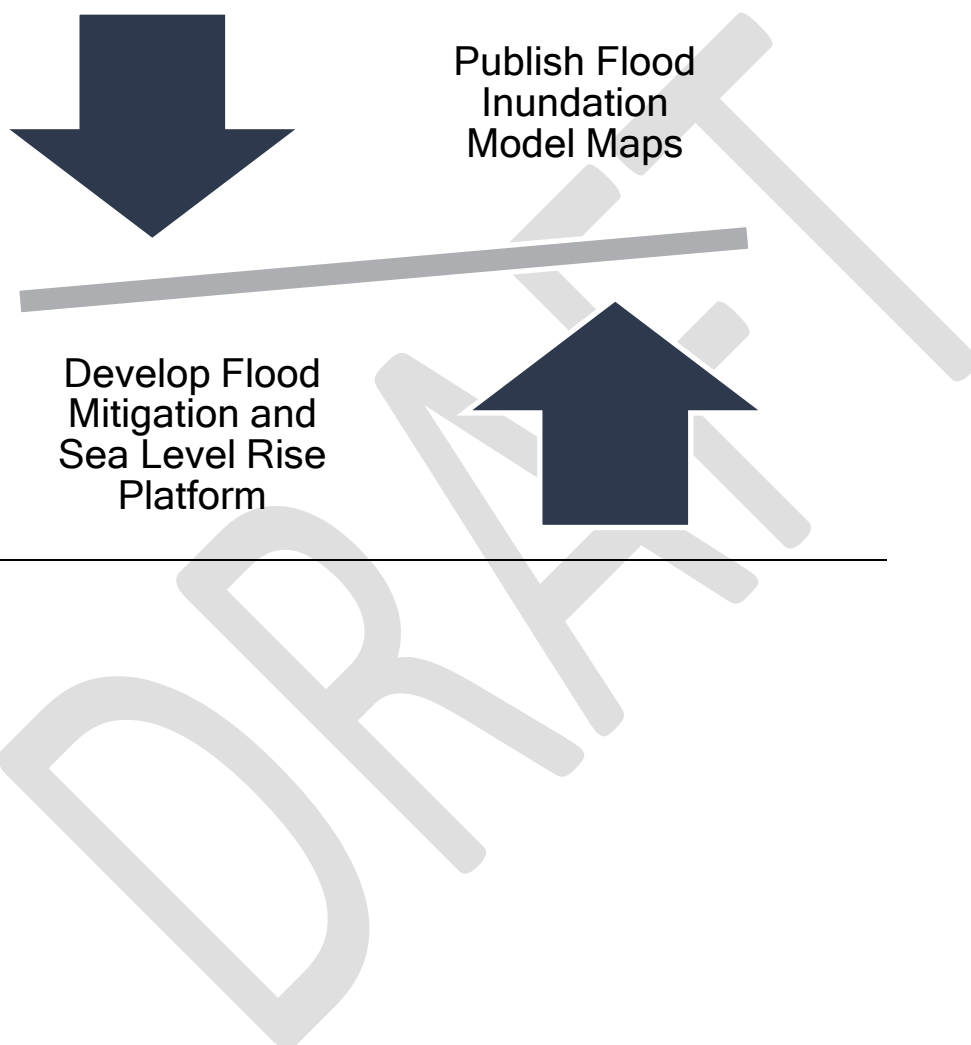 Publish Flood
Inundation
Model Maps
Develop Flood
Mitigation and
Sea Level Rise
Platform
DRAFT